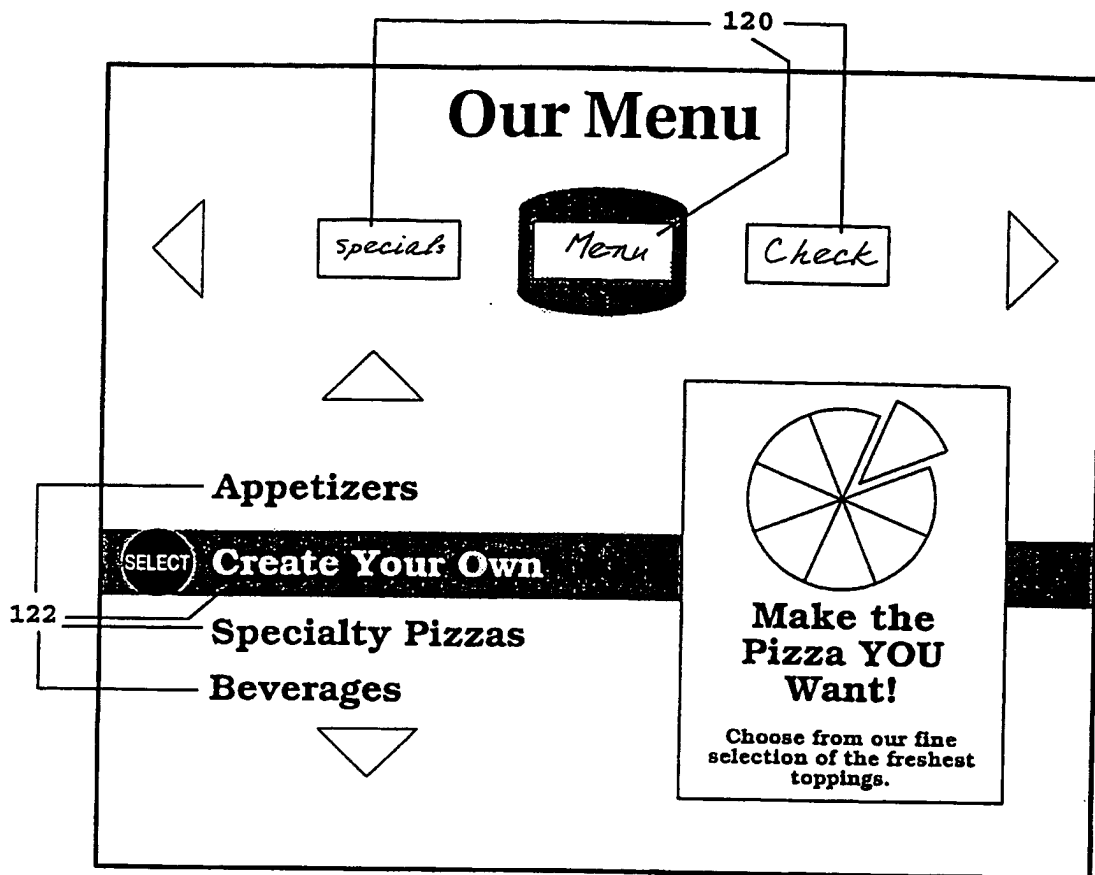 120
Our Menu
Specials
Menu
Check
Appetizers
SELECT
Create Your Own
122
Specialty Pizzas
Beverages
Make the
Pizza YOU
Want!
Choose from our fine
selection of the freshest
toppings.